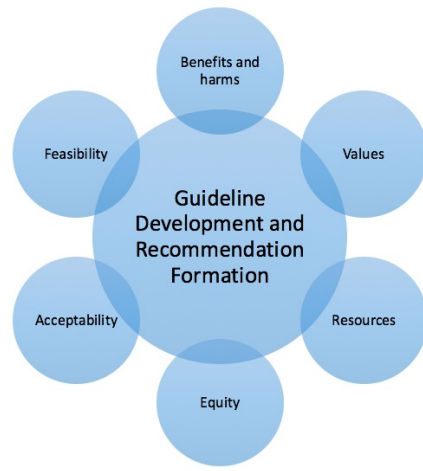 Benefits and
harms
Feasibility
Values
Guideline
Development and
Recommendation
Formation
Acceptability
Resources
Equity